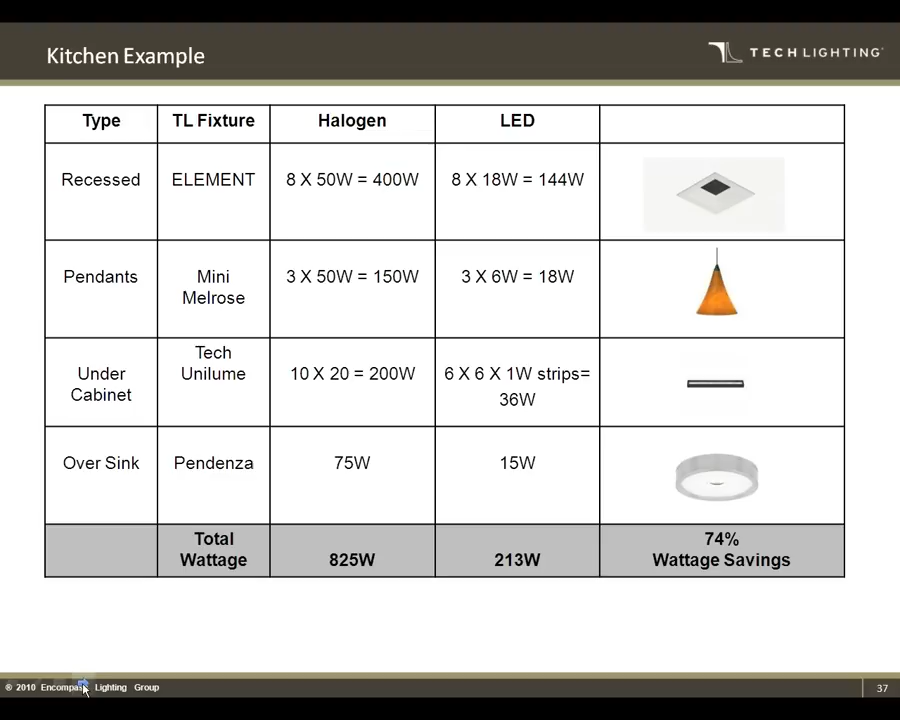 Kitchen Example
TECH LIGHTING
Type TL Fixture Halogen LED
Recessed ELEMENT 8 X 50W = 400W 8 X 18W = 144W
Pendants Mini Melrose 3 X 50W = 150W 3 X 6W = 18W
Under Cabinet Tech Unilume 10 X 20 = 200W 6 X 6 X 1W strips= 36W
Over Sink Pendenza 75W 15W
Total Wattage 825W 213W 74% Wattage Savings
® 2010 Encompass Lighting Group
37